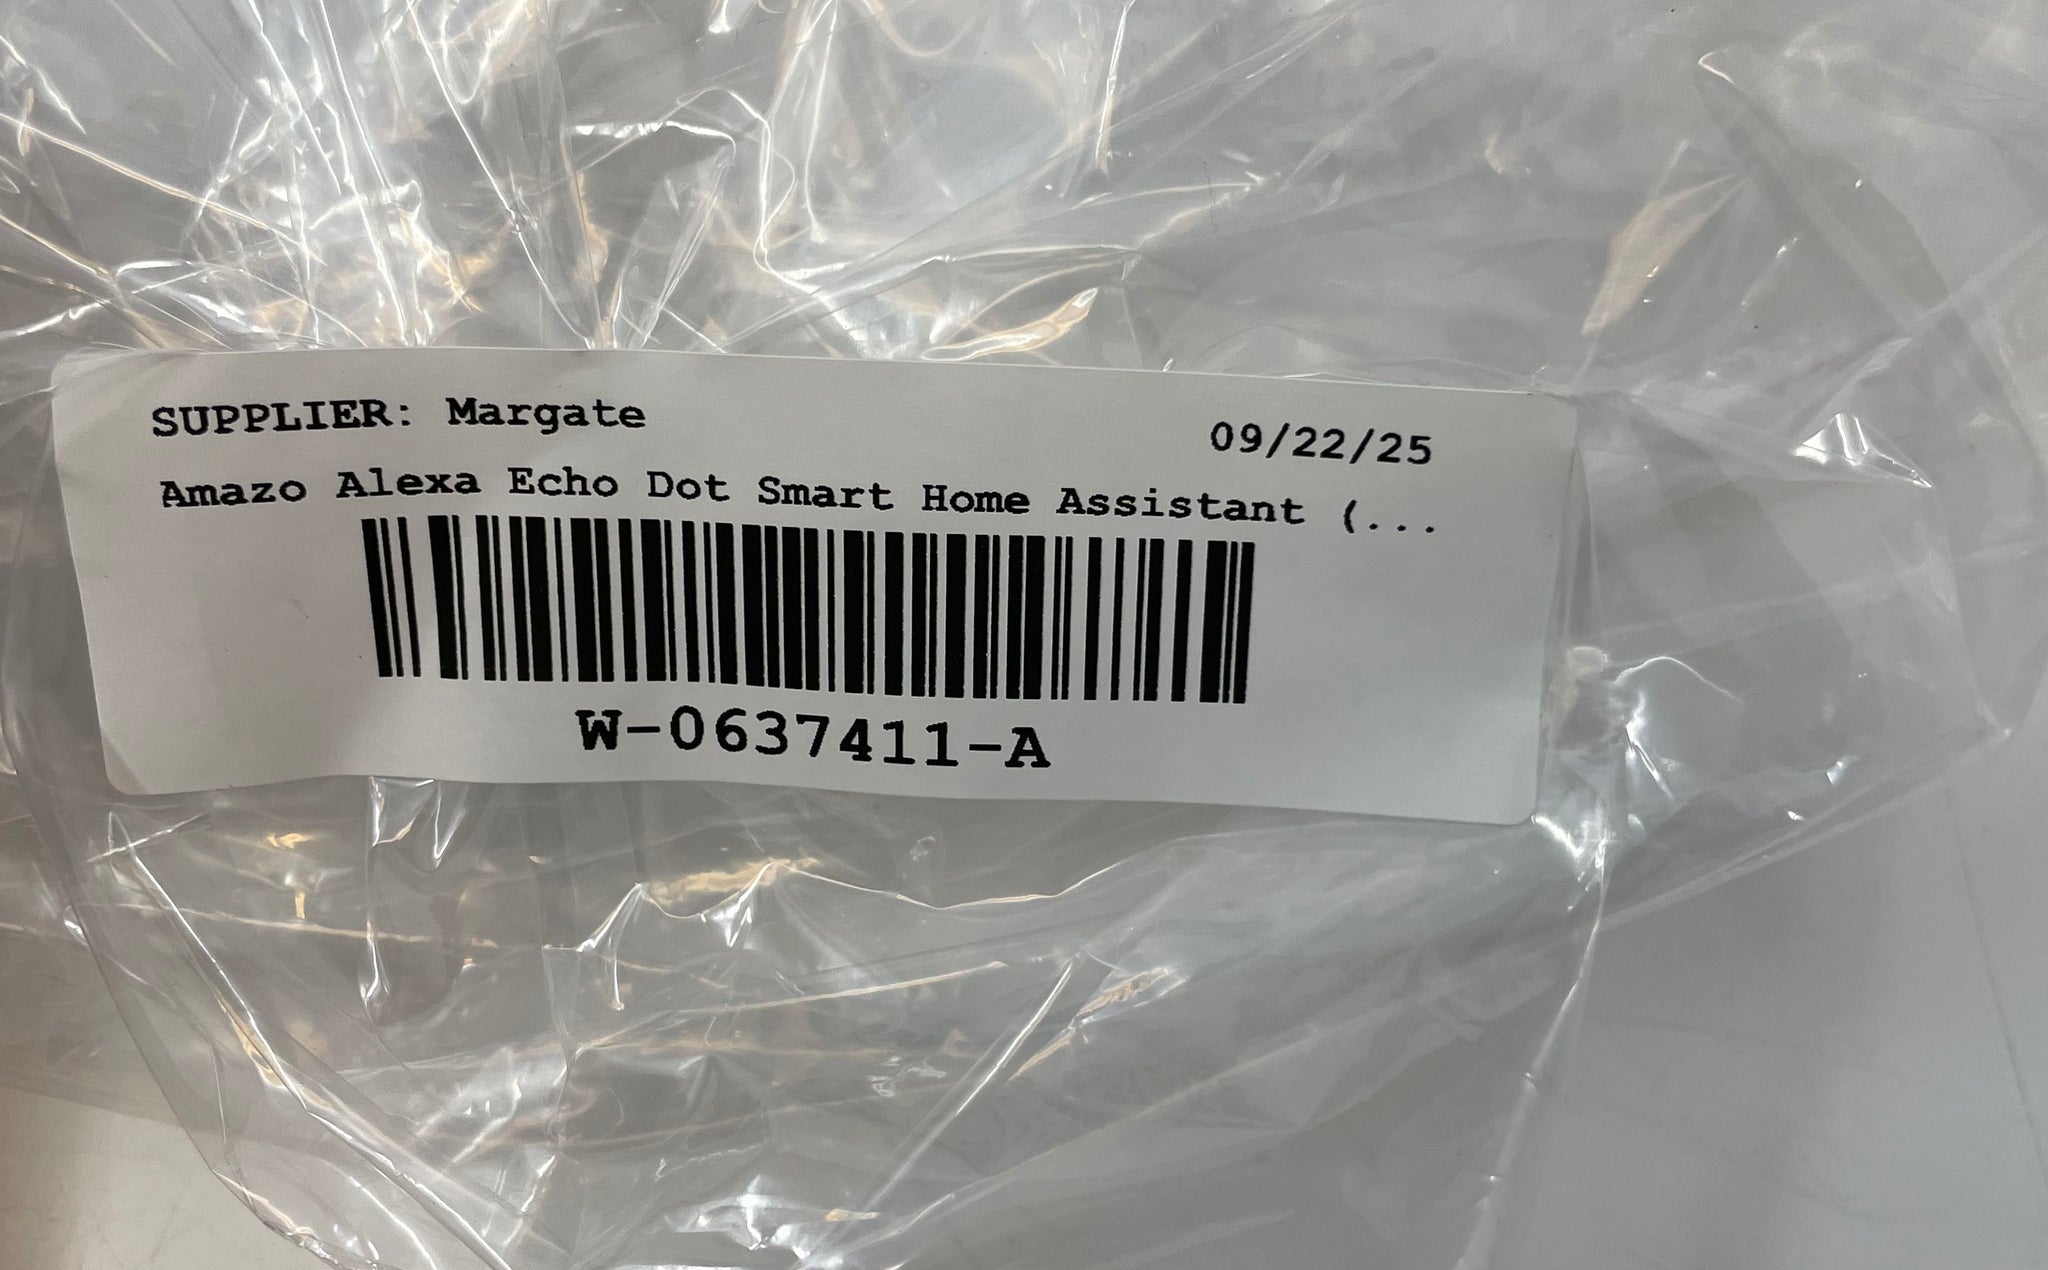 SUPPLIER: Margate
09/22/25
Amazo Alexa Echo Dot Smart Home Assistant (...
W-0637411-A